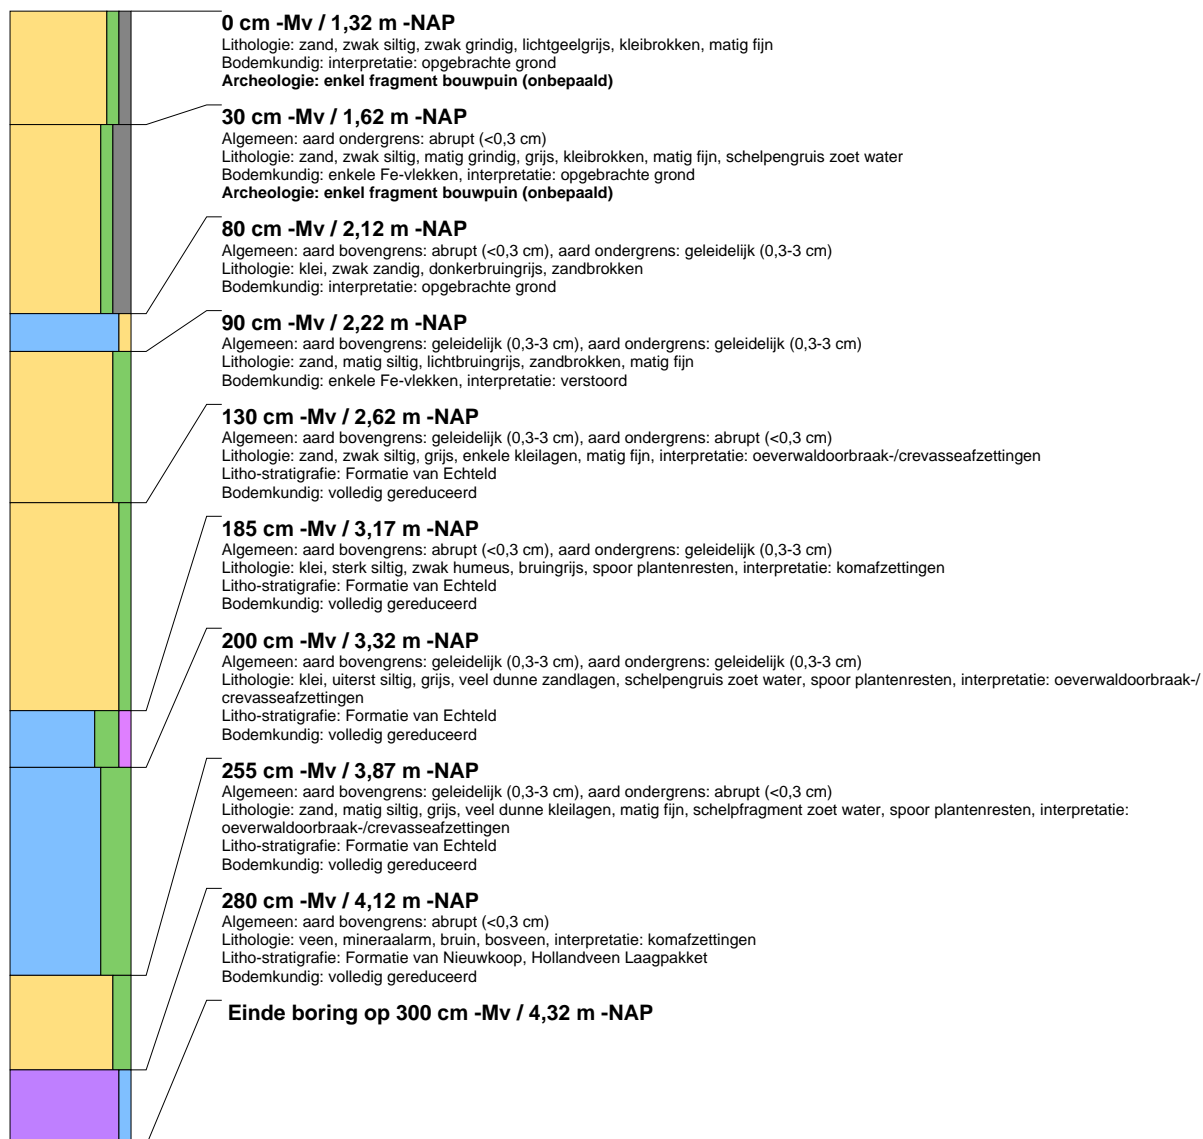 0 cm -Mv / 1,32 m -NAP
Lithologie: zand, zwak siltig, zwak grindig, lichtgeelgrijs, kleibrokken, matig fijn
Bodemkundig: interpretatie: opgebrachte grond
Archeologie: enkel fragment bouwpuin (onbepaald)
30 cm -Mv / 1,62 m -NAP
Algemeen: aard ondergrens: abrupt (<0,3 cm)
Lithologie: zand, zwak siltig, matig grindig, grijs, kleibrokken, matig fijn, schelpengruis zoet water
Bodemkundig: enkele Fe-vlekken, interpretatie: opgebrachte grond
Archeologie: enkel fragment bouwpuin (onbepaald)
80 cm -Mv / 2,12 m -NAP
Algemeen: aard bovengrens: abrupt (<0,3 cm), aard ondergrens: geleidelijk (0,3-3 cm)
Lithologie: klei, zwak zandig, donkerbruingrijs, zandbrokken
Bodemkundig: interpretatie: opgebrachte grond
90 cm -Mv / 2,22 m -NAP
Algemeen: aard bovengrens: geleidelijk (0,3-3 cm), aard ondergrens: geleidelijk (0,3-3 cm)
Lithologie: zand, matig siltig, lichtbruingrijs, zandbrokken, matig fijn
Bodemkundig: enkele Fe-vlekken, interpretatie: verstoord
130 cm -Mv / 2,62 m -NAP
Algemeen: aard bovengrens: geleidelijk (0,3-3 cm), aard ondergrens: abrupt (<0,3 cm)
Lithologie: zand, zwak siltig, grijs, enkele kleilagen, matig fijn, interpretatie: oeverwaldoorbraak-/crevasseafzettingen
Litho-stratigrafie: Formatie van Echteld
Bodemkundig: volledig gereduceerd
185 cm -Mv / 3,17 m -NAP
Algemeen: aard bovengrens: abrupt (<0,3 cm), aard ondergrens: geleidelijk (0,3-3 cm)
Lithologie: klei, sterk siltig, zwak humeus, bruingrijs, spoor plantenresten, interpretatie: komafzettingen
Litho-stratigrafie: Formatie van Echteld
Bodemkundig: volledig gereduceerd
200 cm -Mv / 3,32 m -NAP
Algemeen: aard bovengrens: geleidelijk (0,3-3 cm), aard ondergrens: geleidelijk (0,3-3 cm)
Lithologie: klei, uiterst siltig, grijs, veel dunne zandlagen, schelpengruis zoet water, spoor plantenresten, interpretatie: oeverwaldoorbraak-/
crevasseafzettingen
Litho-stratigrafie: Formatie van Echteld
Bodemkundig: volledig gereduceerd
255 cm -Mv / 3,87 m -NAP
Algemeen: aard bovengrens: geleidelijk (0,3-3 cm), aard ondergrens: abrupt (<0,3 cm)
Lithologie: zand, matig siltig, grijs, veel dunne kleilagen, matig fijn, schelpfragment zoet water, spoor plantenresten, interpretatie:
oeverwaldoorbraak-/crevasseafzettingen
Litho-stratigrafie: Formatie van Echteld
Bodemkundig: volledig gereduceerd
280 cm -Mv / 4,12 m -NAP
Algemeen: aard bovengrens: abrupt (<0,3 cm)
Lithologie: veen, mineraalarm, bruin, bosveen, interpretatie: komafzettingen
Litho-stratigrafie: Formatie van Nieuwkoop, Hollandveen Laagpakket
Bodemkundig: volledig gereduceerd
Einde boring op 300 cm -Mv / 4,32 m -NAP